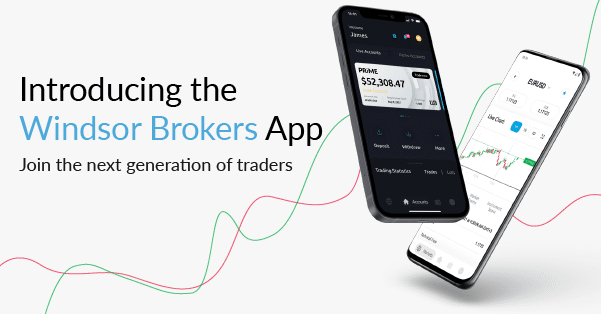 Introducing the
Windsor Brokers App
Join the next generation of traders
James
Live Accounts
Demo Accounts
PRIME
$52,308.47
Deposit
Withdraw
More
Trading Statistics
Trades
Lots
Accounts
EURUSD
Live Chart